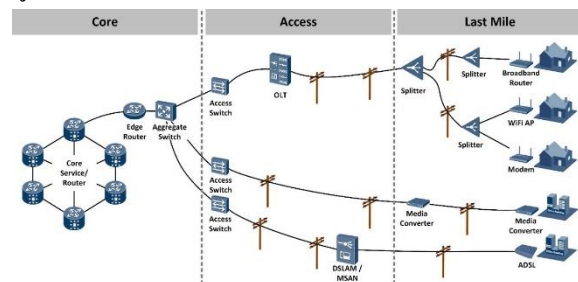 Core
Access
Last Mile
OLT
Access
Switch
Splitter
Splitter
Broadband
Router
Edge
Router
Aggregate
Switch
Splitter
WiFi AP
Modem
Core
Service/
Router
Access
Switch
Access
Switch
Media
Converter
Media
Converter
DSLAM /
MSAN
ADSL